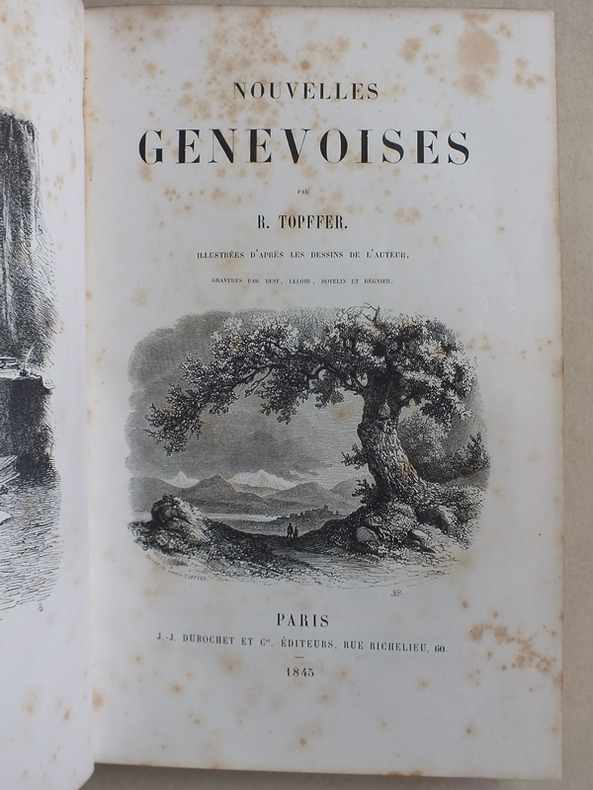 NOUVELLES
GENEVOISES
PAR
R. TOPFFER.
ILLUSTRÉES D'APRÈS LES DESSINS DE L'AUTEUR,
GRAVURES PAR BEST, LELOIR, HOTELIN ET RÉGNIER.
TOPFFER
PARIS
J.-J. DUBOCHET ET Cie, ÉDITEURS, RUE RICHELIEU, 60.
1845